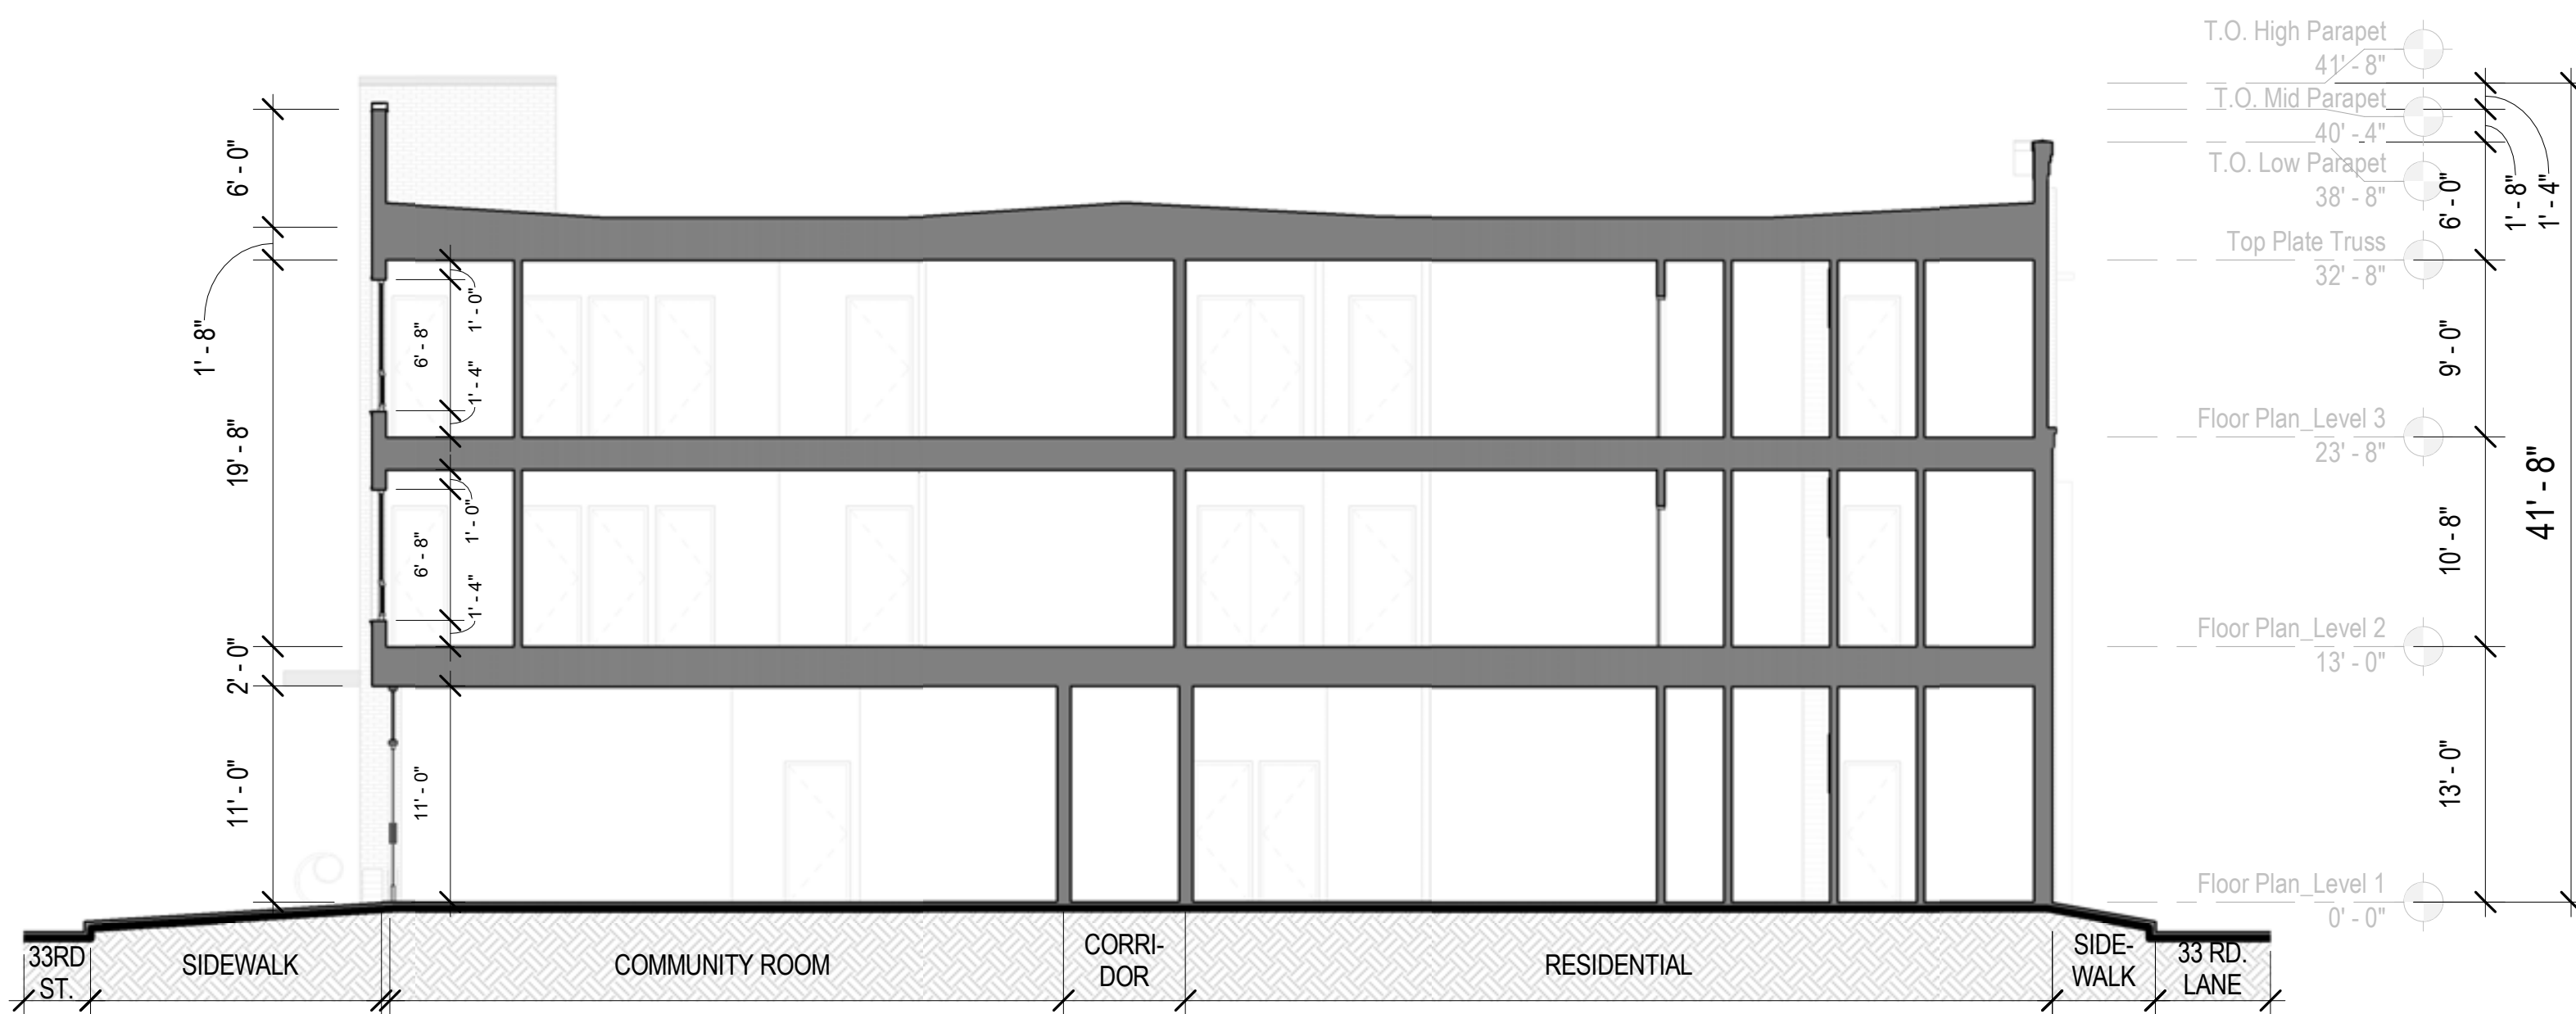 T.O. High Parapet
41' - 8"
T.O. Mid Parapet
40' - 4"
T.O. Low Parapet
38' - 8"
Top Plate Truss
32' - 8"
Floor Plan_Level 3
23' - 8"
Floor Plan_Level 2
13' - 0"
Floor Plan_Level 1
0' - 0"
6' - 0"
1' - 8"
19' - 8"
2' - 0"
11' - 0"
1' - 0"
6' - 8"
1' - 4"
1' - 0"
6' - 8"
1' - 4"
11' - 0"
6' - 0"
1' - 8"
1' - 4"
9' - 0"
10' - 8"
13' - 0"
41' - 8"
33RD
ST.
SIDEWALK
COMMUNITY ROOM
CORRI-
DOR
RESIDENTIAL
SIDE-
WALK
33 RD.
LANE